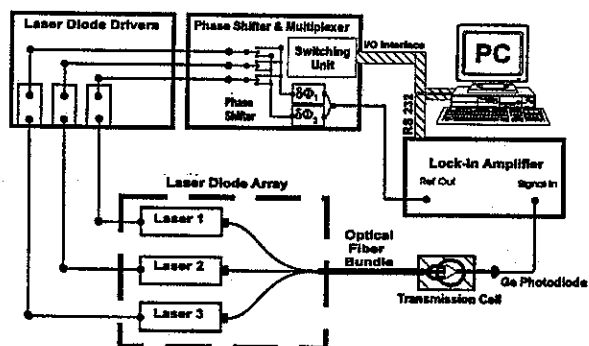 Laser Diode Drivers
Phase Shifter & Multiplexer
Switching
Unit
I/O Interface
PC
δΦ1
δΦ2
Phase
Shifter
RS 232
Lock-In Amplifier
Ref Out
Signal In
Laser Diode Array
Laser 1
Laser 2
Laser 3
Optical
Fiber
Bundle
Transmission Cell
Ge Photodiode